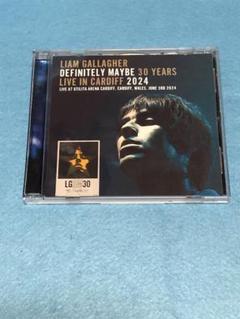 LIAM GALLAGHER
DEFINITELY MAYBE 30 YEARS
LIVE IN CARDIFF 2024
LIVE AT UTILITA ARENA CARDIFF, CARDIFF, WALES, JUNE 3RD 2024
LG
30